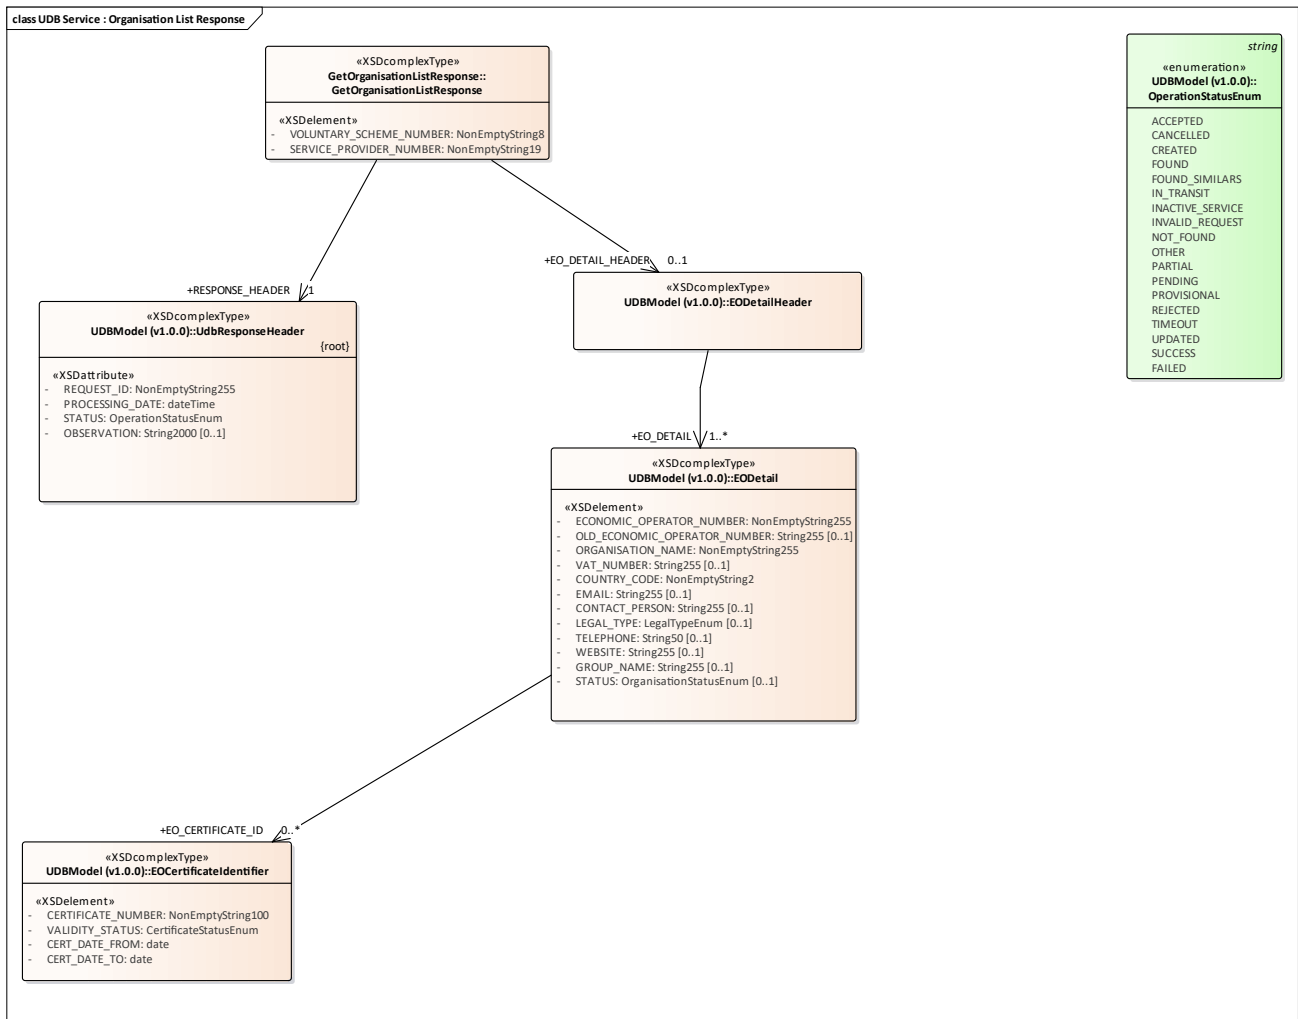 class UDB Service : Organisation List Response
«XSDcomplexType»
GetOrganisationListResponse::
GetOrganisationListResponse
«XSDelement»
- VOLUNTARY_SCHEME_NUMBER: NonEmptyString8
- SERVICE_PROVIDER_NUMBER: NonEmptyString19
string
«enumeration»
UDBModel (v1.0.0)::
OperationStatusEnum
ACCEPTED
CANCELLED
CREATED
FOUND
FOUND_SIMILARS
IN_TRANSIT
INACTIVE_SERVICE
INVALID_REQUEST
NOT_FOUND
OTHER
PARTIAL
PENDING
PROVISIONAL
REJECTED
TIMEOUT
UPDATED
SUCCESS
FAILED
+EO_DETAIL_HEADER 0..1
«XSDcomplexType»
UDBModel (v1.0.0)::EODetailHeader
+RESPONSE_HEADER 1
«XSDcomplexType»
UDBModel (v1.0.0)::UdbResponseHeader
{root}
«XSDattribute»
- REQUEST_ID: NonEmptyString255
- PROCESSING_DATE: dateTime
- STATUS: OperationStatusEnum
- OBSERVATION: String2000 [0..1]
+EO_DETAIL 1..*
«XSDcomplexType»
UDBModel (v1.0.0)::EODetail
«XSDelement»
- ECONOMIC_OPERATOR_NUMBER: NonEmptyString255
- OLD_ECONOMIC_OPERATOR_NUMBER: String255 [0..1]
- ORGANISATION_NAME: NonEmptyString255
- VAT_NUMBER: String255 [0..1]
- COUNTRY_CODE: NonEmptyString2
- EMAIL: String255 [0..1]
- CONTACT_PERSON: String255 [0..1]
- LEGAL_TYPE: LegalTypeEnum [0..1]
- TELEPHONE: String50 [0..1]
- WEBSITE: String255 [0..1]
- GROUP_NAME: String255 [0..1]
- STATUS: OrganisationStatusEnum [0..1]
+EO_CERTIFICATE_ID 0..*
«XSDcomplexType»
UDBModel (v1.0.0)::EOCertificateIdentifier
«XSDelement»
- CERTIFICATE_NUMBER: NonEmptyString100
- VALIDITY_STATUS: CertificateStatusEnum
- CERT_DATE_FROM: date
- CERT_DATE_TO: date